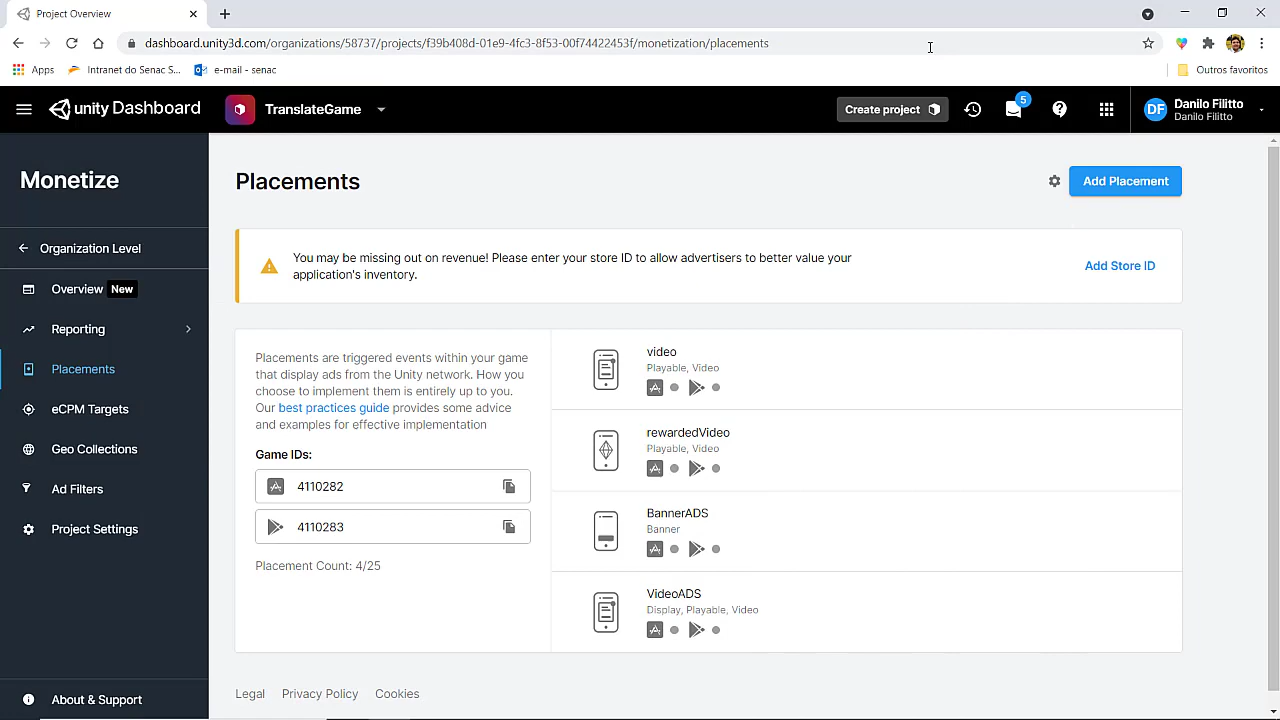 Project Overview
dashboard.unity3d.com/organizations/58737/projects/f39b408d-01e9-4fc3-8f53-00f74422453f/monetization/placements
Apps
Intranet do Senac S...
e-mail - senac
Outros favoritos
unity Dashboard
TranslateGame
Create project
5
DF
Danilo Filitto
Danilo Filitto
Monetize
Organization Level
Overview New
Reporting
Placements
eCPM Targets
Geo Collections
Ad Filters
Project Settings
About & Support
Placements
Add Placement
You may be missing out on revenue! Please enter your store ID to allow advertisers to better value your
application's inventory.
Add Store ID
Placements are triggered events within your game
that display ads from the Unity network. How you
choose to implement them is entirely up to you.
Our best practices guide provides some advice
and examples for effective implementation
Game IDs:
4110282
4110283
Placement Count: 4/25
video
Playable, Video
rewardedVideo
Playable, Video
BannerADS
Banner
VideoADS
Display, Playable, Video
Legal
Privacy Policy
Cookies